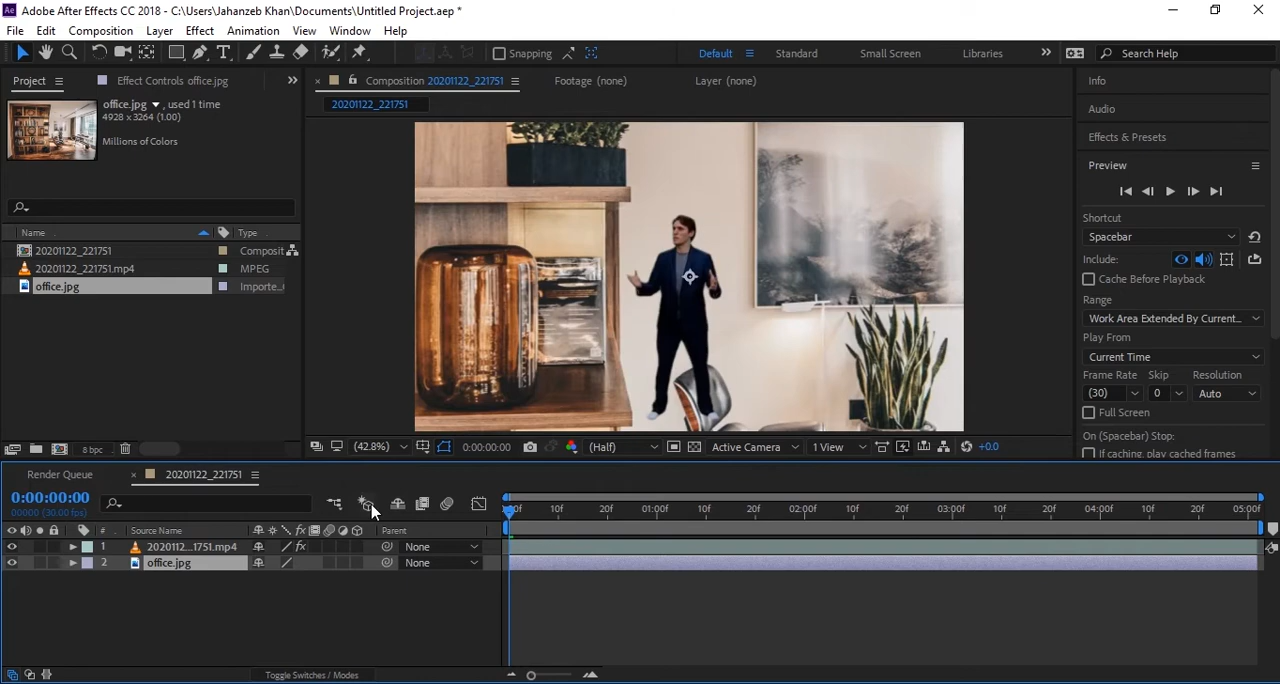 Adobe After Effects CC 2018 - C:\Users\Jahanzeb Khan\Documents\Untitled Project.aep *
File Edit Composition Layer Effect Animation View Window Help
Snapping Default Standard Small Screen Libraries Search Help
Project Effect Controls office.jpg
Composition 20201122_221751 Footage (none) Layer (none)
20201122_221751
office.jpg , used 1 time
4928 x 3264 (1.00)
Millions of Colors
Name Type
20201122_221751 Composit
20201122_221751.mp4 MPEG
office.jpg Importe...
8 bpc
(42.8%) 0:00:00:00 (Half) Active Camera 1 View +0.0
Info
Audio
Effects & Presets
Preview
Shortcut
Spacebar
Include:
Cache Before Playback
Range
Work Area Extended By Current...
Play From
Current Time
Frame Rate Skip Resolution
(30) 0 Auto
Full Screen
On (Spacebar) Stop:
If caching, play cached frames
Render Queue 20201122_221751
0:00:00:00
00000 (30.00 fps)
# Source Name Parent
1 2020112...1751.mp4 None
2 office.jpg None
:00f 10f 20f 01:00f 10f 20f 02:00f 10f 20f 03:00f 10f 20f 04:00f 10f 20f 05:00f
Toggle Switches / Modes